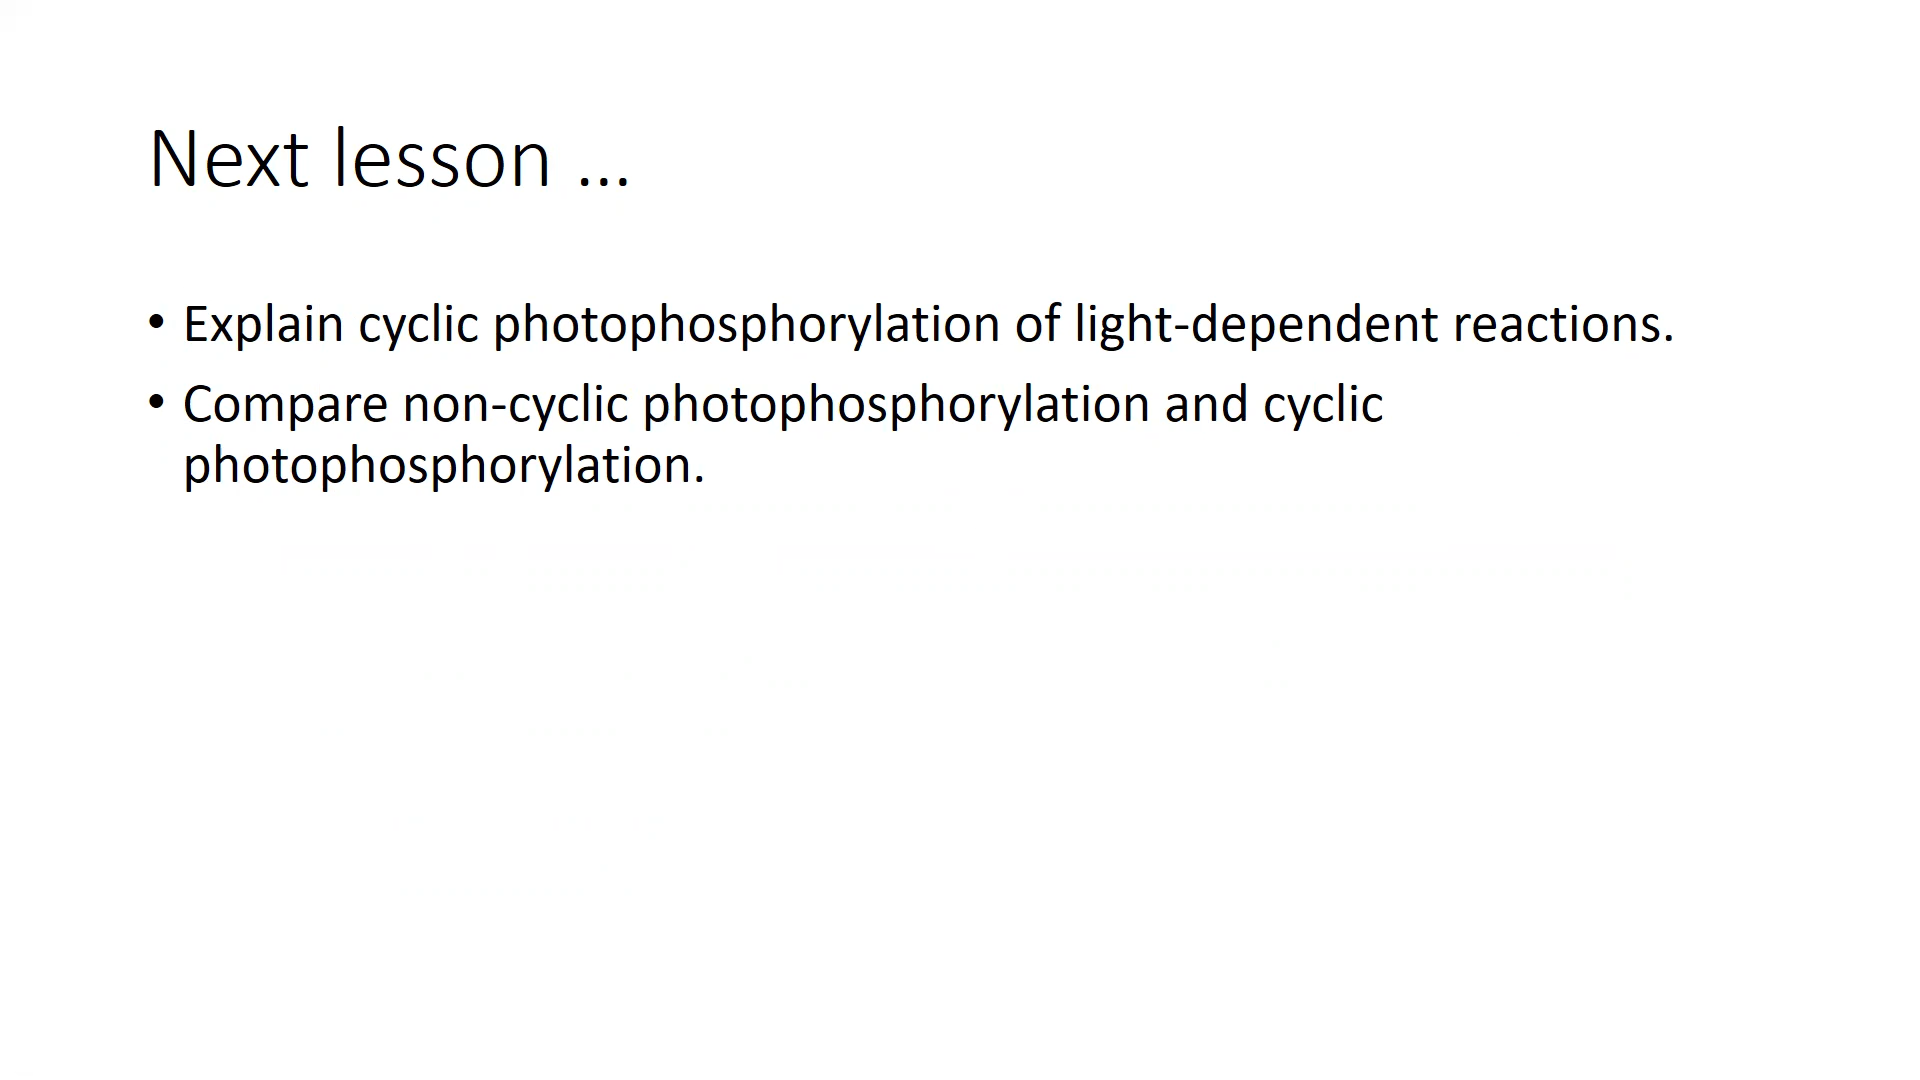 Next lesson ...
• Explain cyclic photophosphorylation of light-dependent reactions.
• Compare non-cyclic photophosphorylation and cyclic
photophosphorylation.